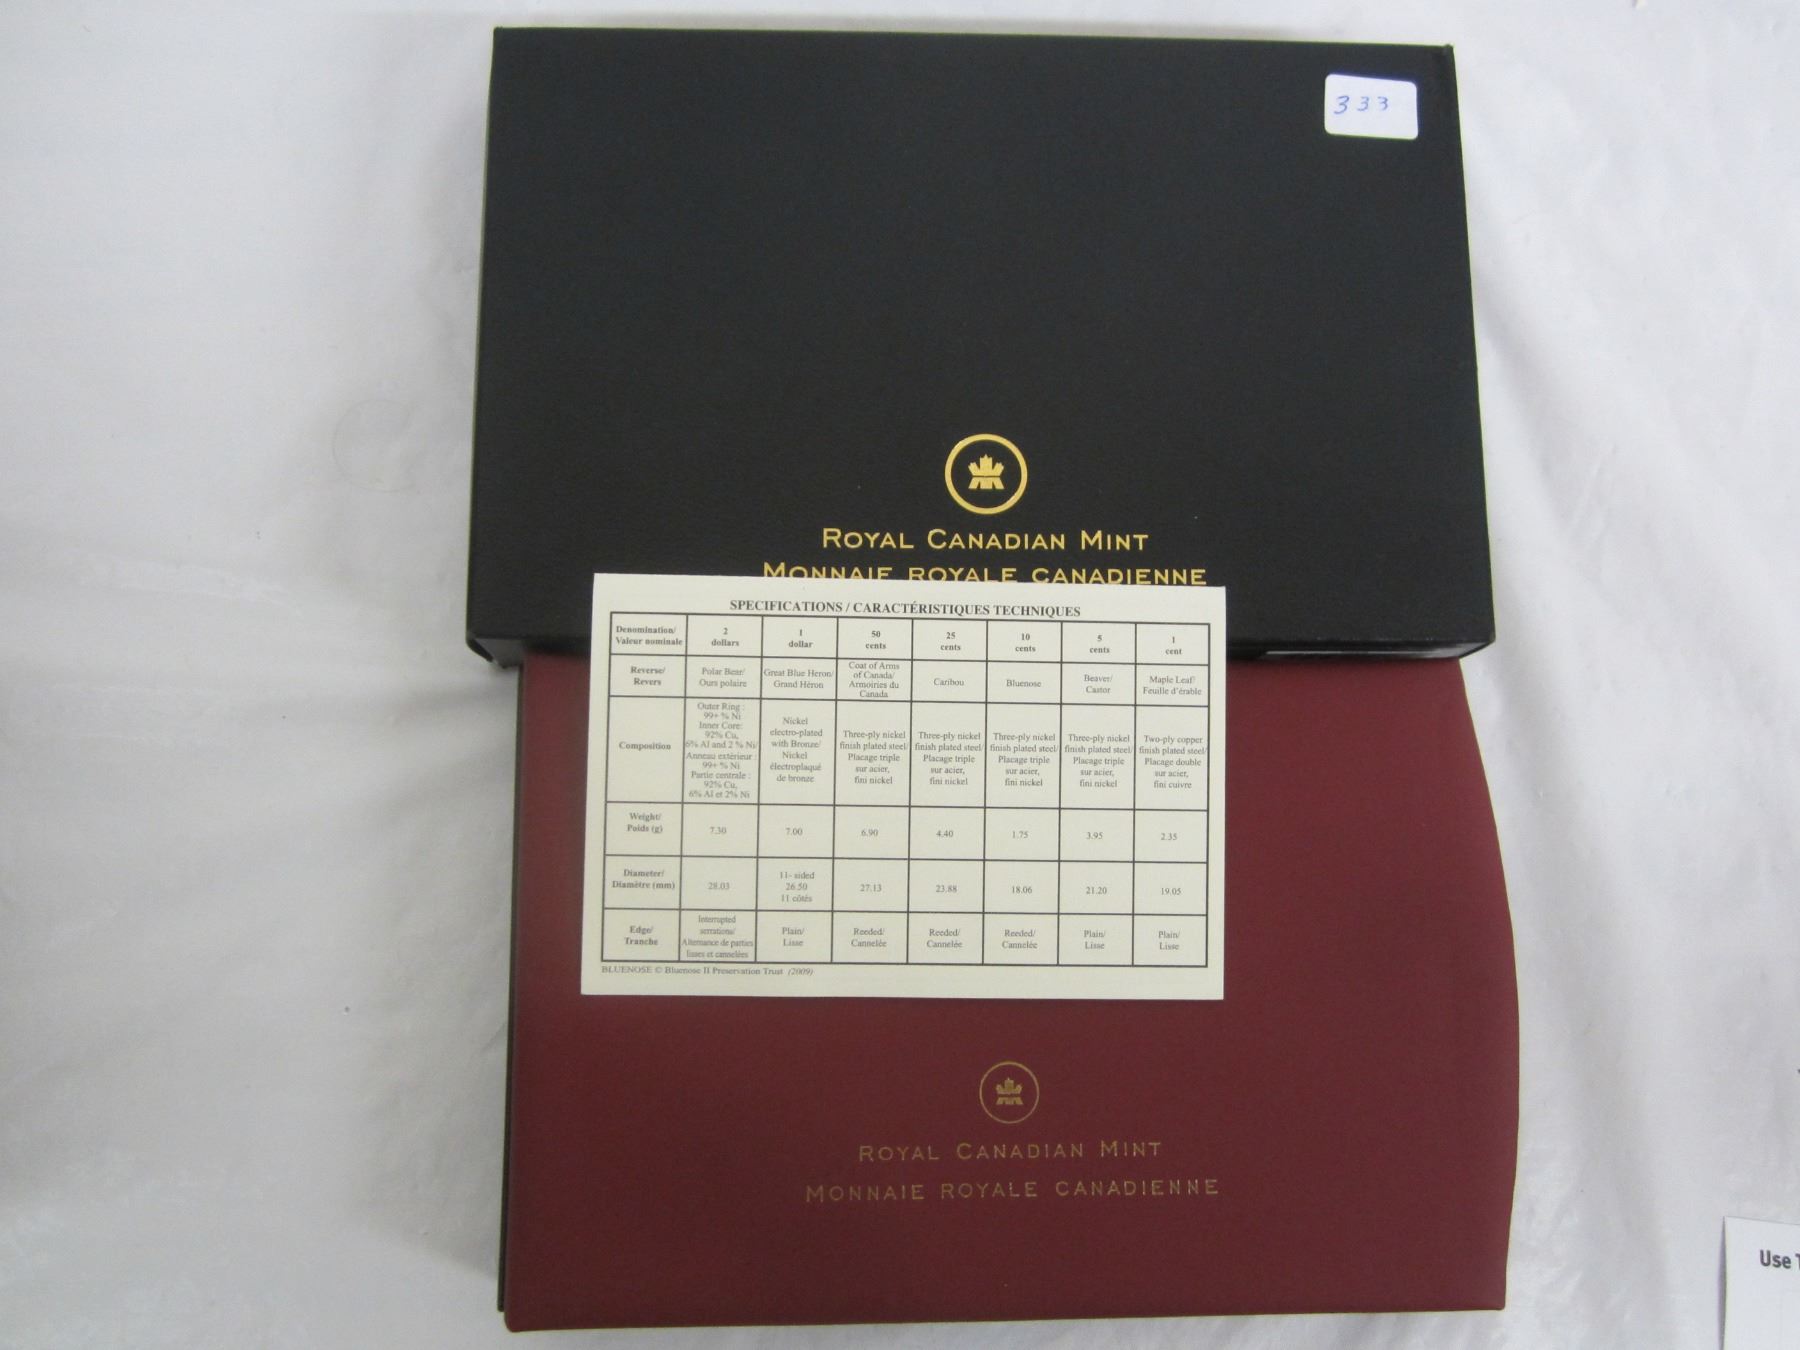 333
ROYAL CANADIAN MINT
MONNAIE ROYALE CANADIENNE
SPECIFICATIONS / CARACTÉRISTIQUES TECHNIQUES
Denomination/ Valeur nominale
2 dollars
1 dollar
50 cents
25 cents
10 cents
5 cents
1 cent
Reverse/ Revers
Polar Bear/ Ours polaire
Great Blue Heron/ Grand Héron
Coat of Arms of Canada/ Armoiries du Canada
Caribou
Bluenose
Beaver/ Castor
Maple Leaf/ Feuille d'érable
Composition
Outer Ring : 99+ % Ni Inner Core: 92% Cu, 6% Al and 2 % Ni/ Anneau extérieur : 99+ % Ni Partie centrale : 92% Cu, 6% Al et 2% Ni
Nickel electro-plated with Bronze/ Nickel électroplaqué de bronze
Three-ply nickel finish plated steel/ Placage triple sur acier, fini nickel
Three-ply nickel finish plated steel/ Placage triple sur acier, fini nickel
Three-ply nickel finish plated steel/ Placage triple sur acier, fini nickel
Three-ply nickel finish plated steel/ Placage triple sur acier, fini nickel
Two-ply copper finish plated steel/ Placage double sur acier, fini cuivre
Weight/ Poids (g)
7.30
7.00
6.90
4.40
1.75
3.95
2.35
Diameter/ Diamètre (mm)
28.03
11- sided 26.50 11 côtés
27.13
23.88
18.06
21.20
19.05
Edge/ Tranche
Interrupted serrations/ Alternance de parties lisses et cannelées
Plain/ Lisse
Reeded/ Cannelée
Reeded/ Cannelée
Reeded/ Cannelée
Plain/ Lisse
Plain/ Lisse
BLUENOSE © Bluenose II Preservation Trust (2009)
ROYAL CANADIAN MINT
MONNAIE ROYALE CANADIENNE
Use